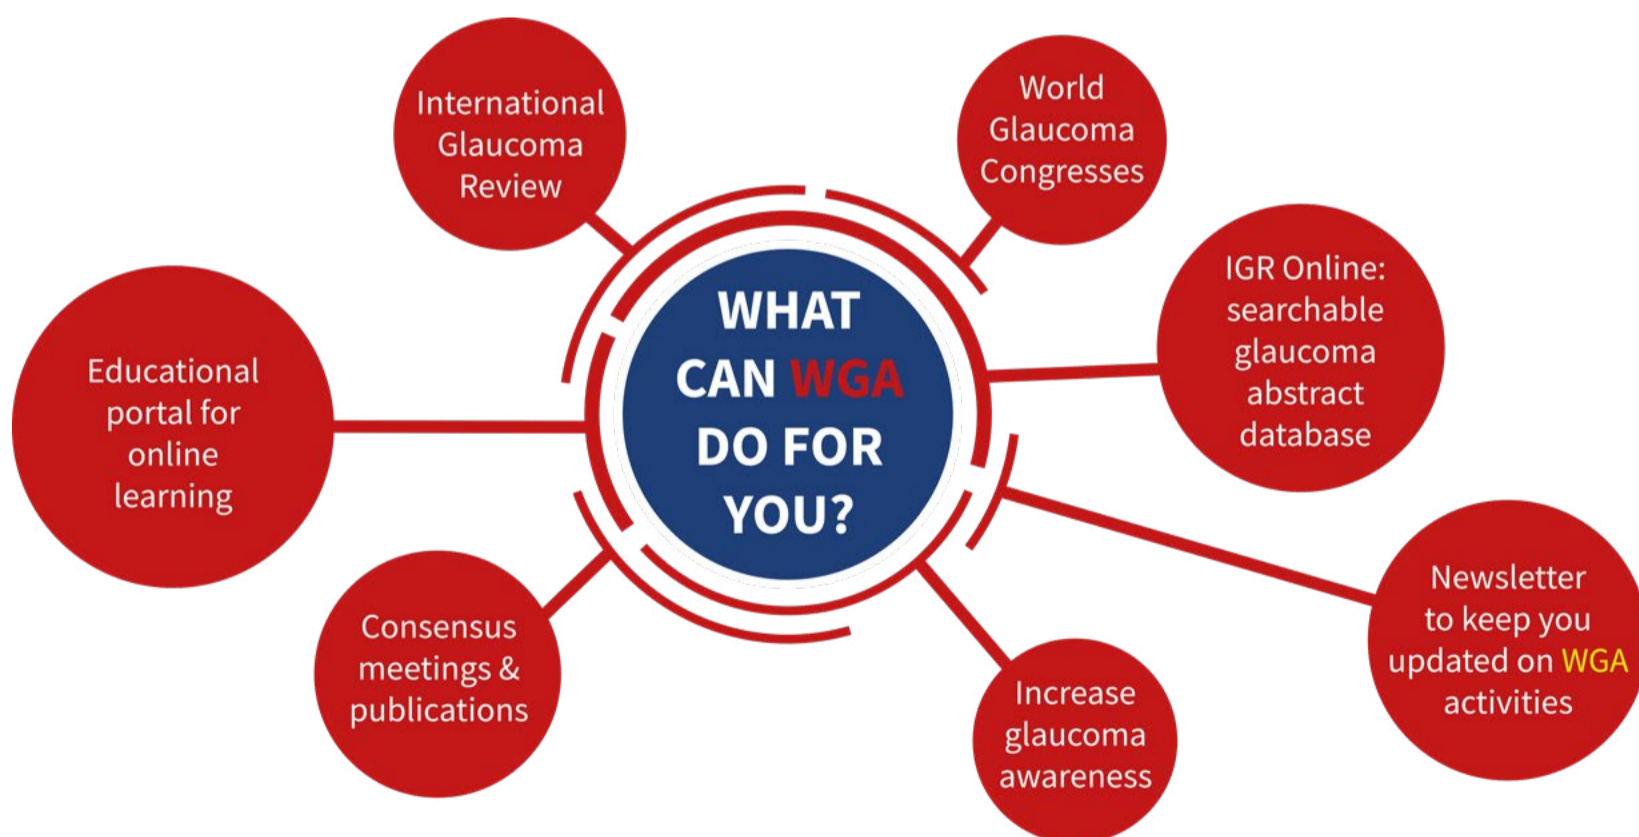 International
Glaucoma
Review
World
Glaucoma
Congresses
WHAT
CAN WGA
DO FOR
YOU?
IGR Online:
searchable
glaucoma
abstract
database
Educational
portal for
online
learning
Newsletter
to keep you
updated on WGA
activities
Consensus
meetings &
publications
Increase
glaucoma
awareness